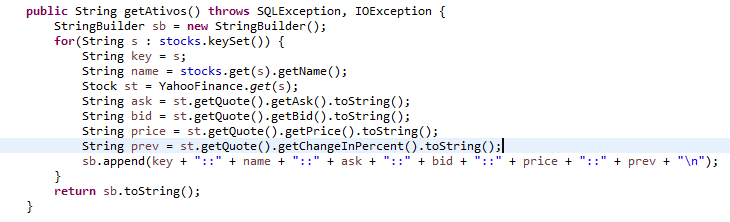 public String getAtivos() throws SQLException, IOException {
StringBuilder sb = new StringBuilder();
for(String s : stocks.keySet()) {
String key = s;
String name = stocks.get(s).getName();
Stock st = YahooFinance.get(s);
String ask = st.getQuote().getAsk().toString();
String bid = st.getQuote().getBid().toString();
String price = st.getQuote().getPrice().toString();
String prev = st.getQuote().getChangeInPercent().toString();
sb.append(key + "::" + name + "::" + ask + "::" + bid + "::" + price + "::" + prev + "\n");
}
return sb.toString();
}